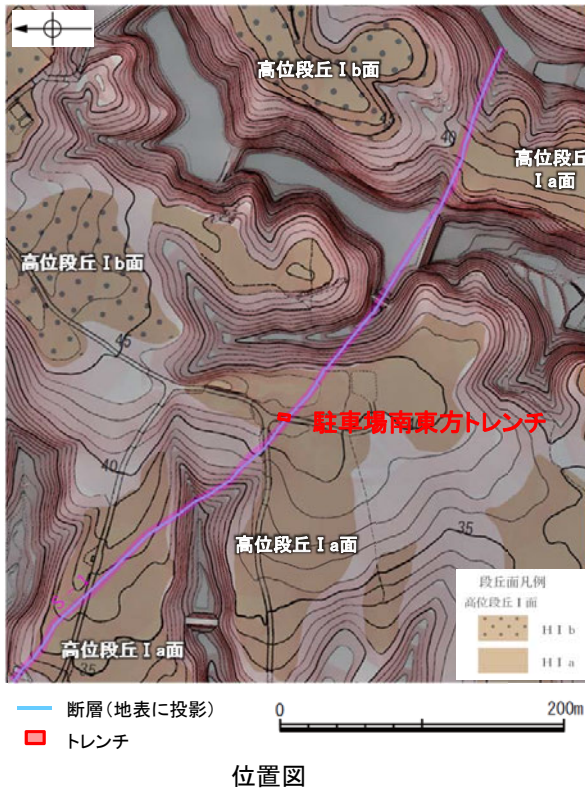 高位段丘Ⅰb面
40
高位段丘
Ⅰa面
高位段丘Ⅰb面
45
駐車場南東方トレンチ
40
40
35
高位段丘Ⅰa面
S-1
高位段丘Ⅰa面
35
段丘面凡例
高位段丘Ⅰ面
HⅠb
HⅠa
断層(地表に投影)
トレンチ
0
200m
位置図